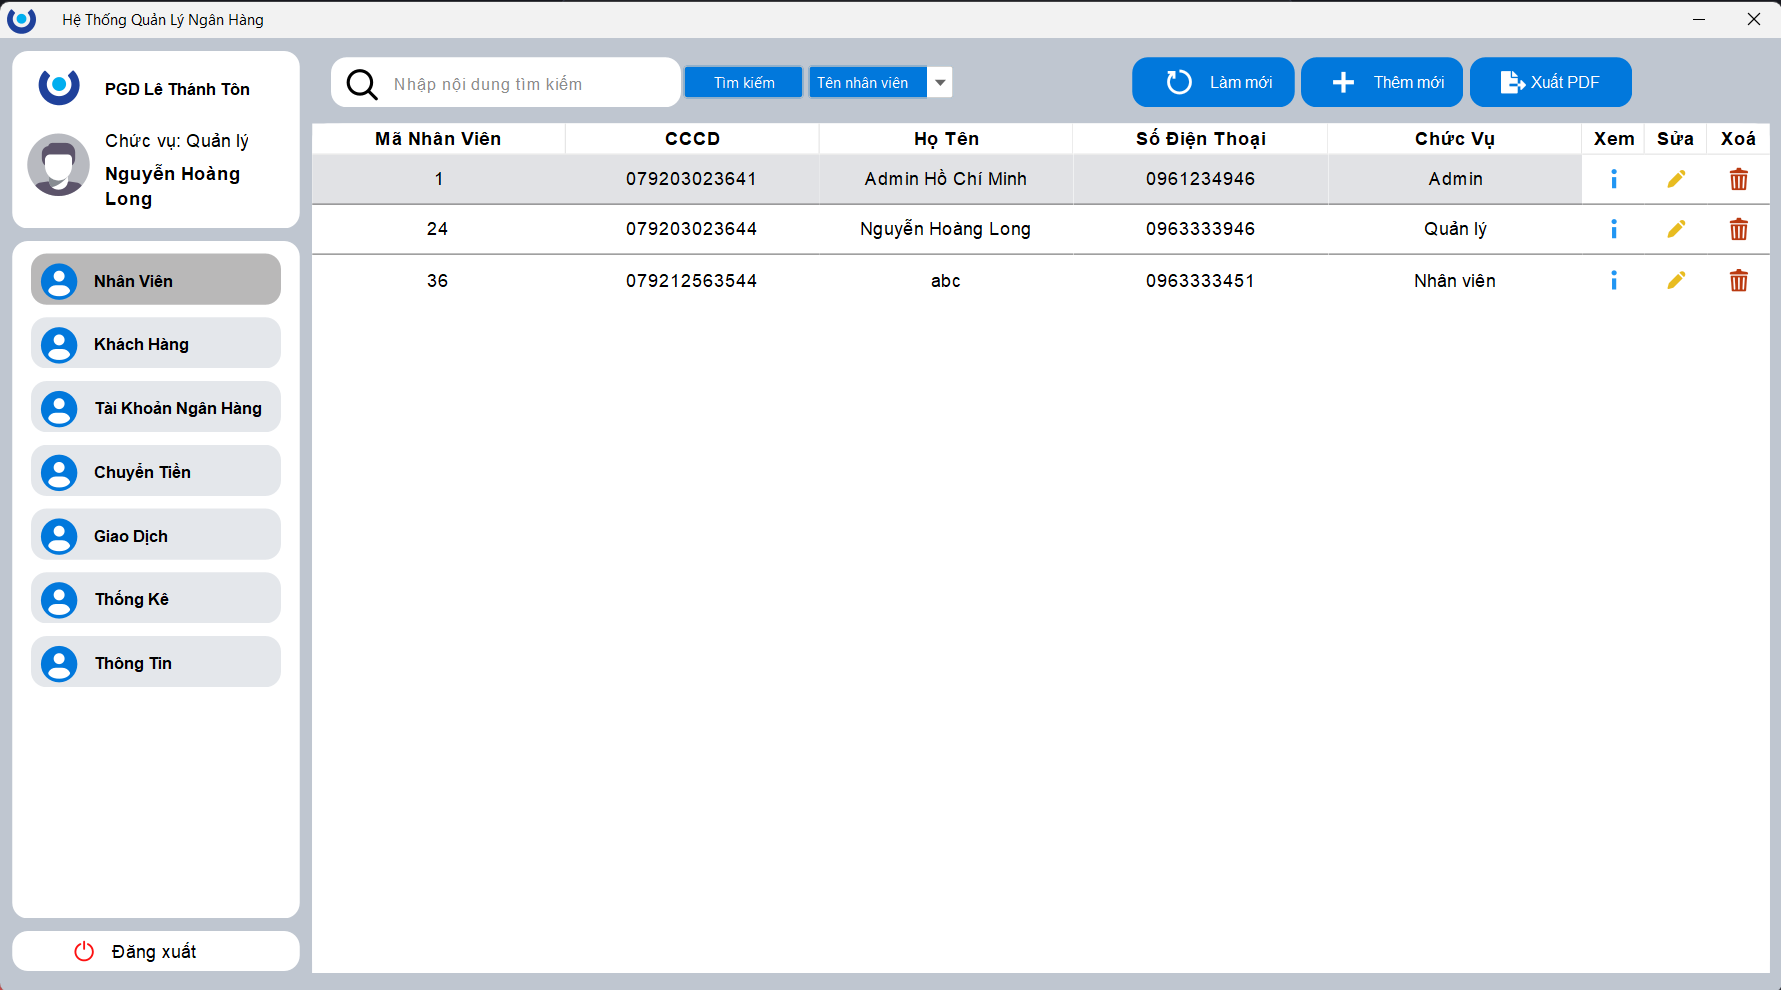 Hệ Thống Quản Lý Ngân Hàng
PGD Lê Thánh Tôn
Chức vụ: Quản lý
Nguyễn Hoàng
Long
Nhân Viên
Khách Hàng
Tài Khoản Ngân Hàng
Chuyển Tiền
Giao Dịch
Thống Kê
Thông Tin
Đăng xuất
Nhập nội dung tìm kiếm Tìm kiếm Tên nhân viên Làm mới Thêm mới Xuất PDF
Mã Nhân Viên CCCD Họ Tên Số Điện Thoại Chức Vụ Xem Sửa Xoá
1 079203023641 Admin Hồ Chí Minh 0961234946 Admin
24 079203023644 Nguyễn Hoàng Long 0963333946 Quản lý
36 079212563544 abc 0963333451 Nhân viên